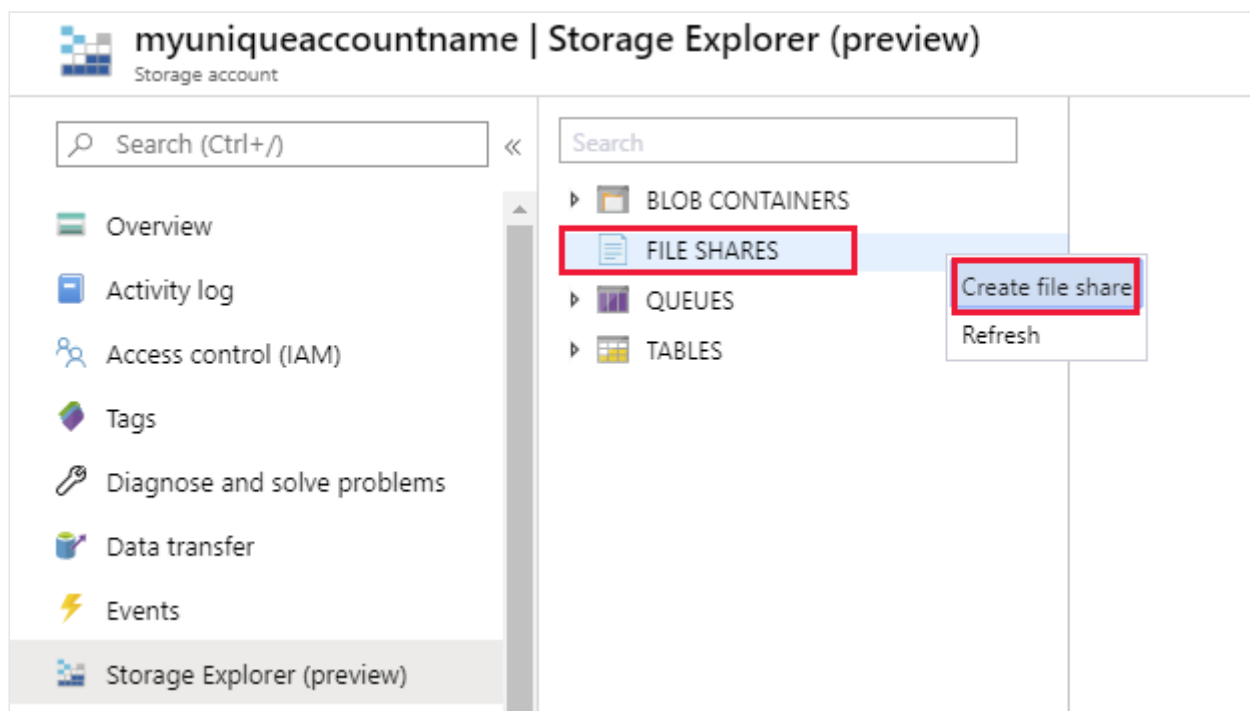 myuniqueaccountname | Storage Explorer (preview)
Storage account
Search (Ctrl+/)
Overview
Activity log
Access control (IAM)
Tags
Diagnose and solve problems
Data transfer
Events
Storage Explorer (preview)
Search
BLOB CONTAINERS
FILE SHARES
QUEUES
TABLES
Create file share
Refresh